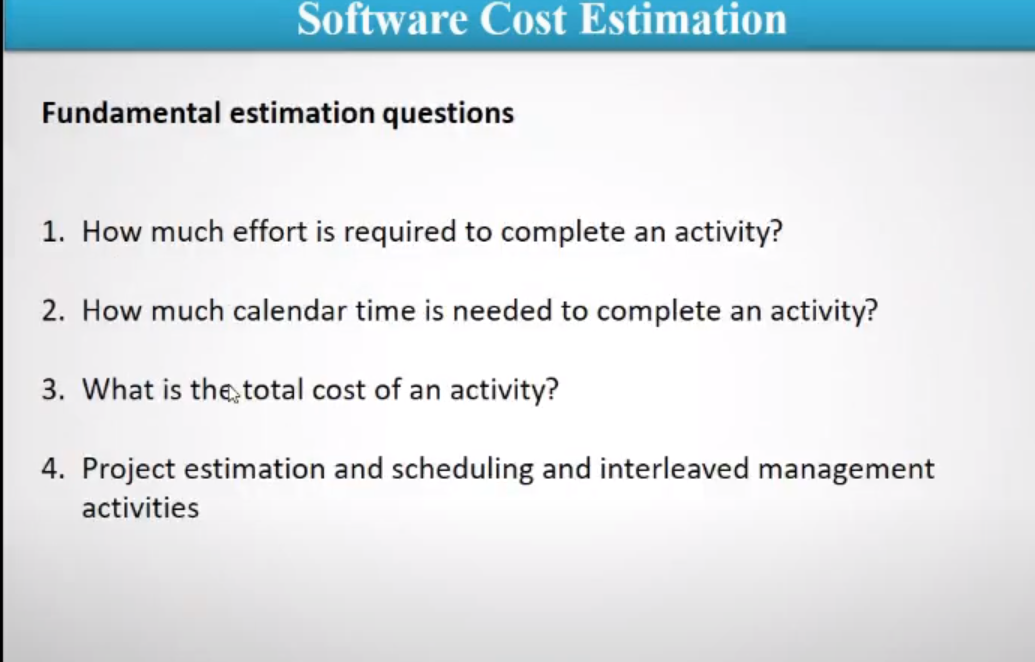 Software Cost Estimation
Fundamental estimation questions
1. How much effort is required to complete an activity?
2. How much calendar time is needed to complete an activity?
3. What is the total cost of an activity?
4. Project estimation and scheduling and interleaved management
activities